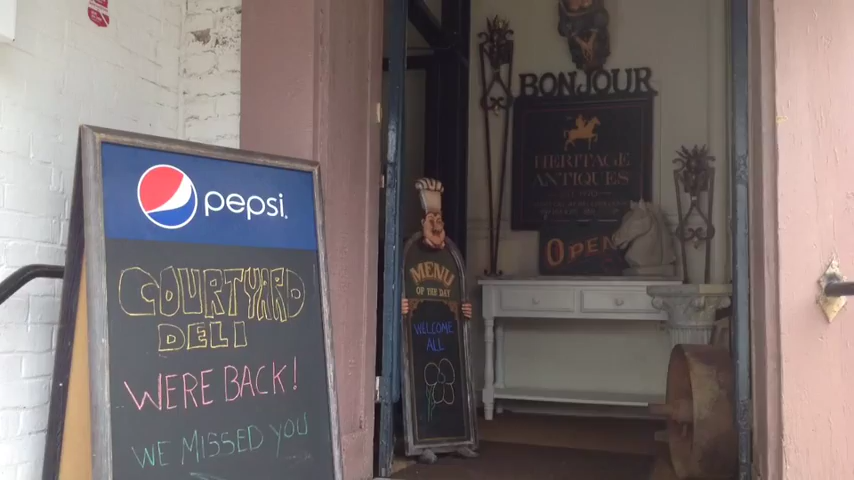 pepsi
COURTYARD
DELI
WERE BACK!
WE MISSED YOU
MENU
OF THE DAY
WELCOME
ALL
BONJOUR
HERITAGE
ANTIQUES
OPEN